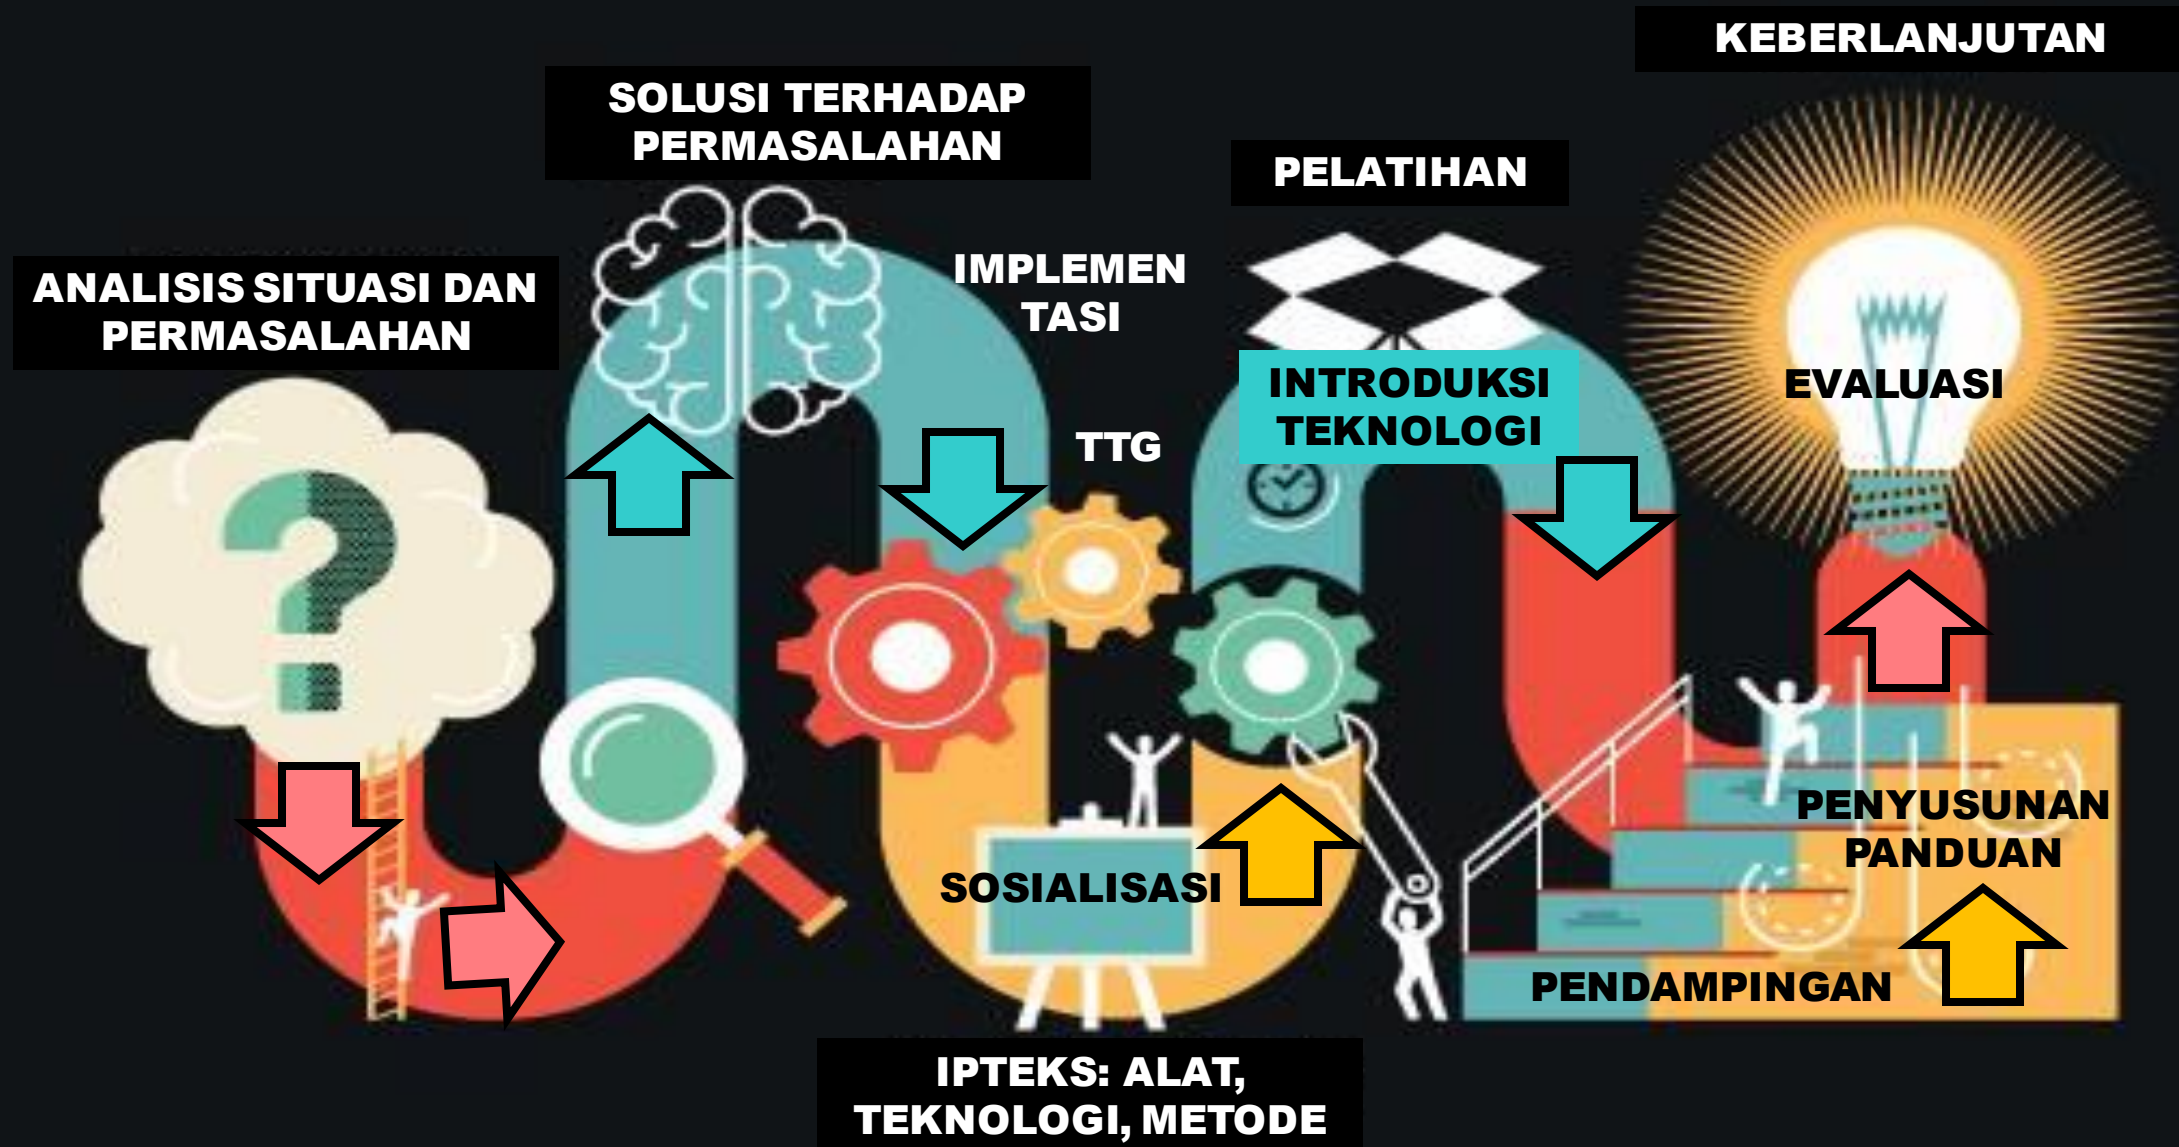 ANALISIS SITUASI DAN
PERMASALAHAN
SOLUSI TERHADAP
PERMASALAHAN
IMPLEMEN
TASI
TTG
SOSIALISASI
IPTEKS: ALAT,
TEKNOLOGI, METODE
PELATIHAN
INTRODUKSI
TEKNOLOGI
PENDAMPINGAN
PENYUSUNAN
PANDUAN
EVALUASI
KEBERLANJUTAN